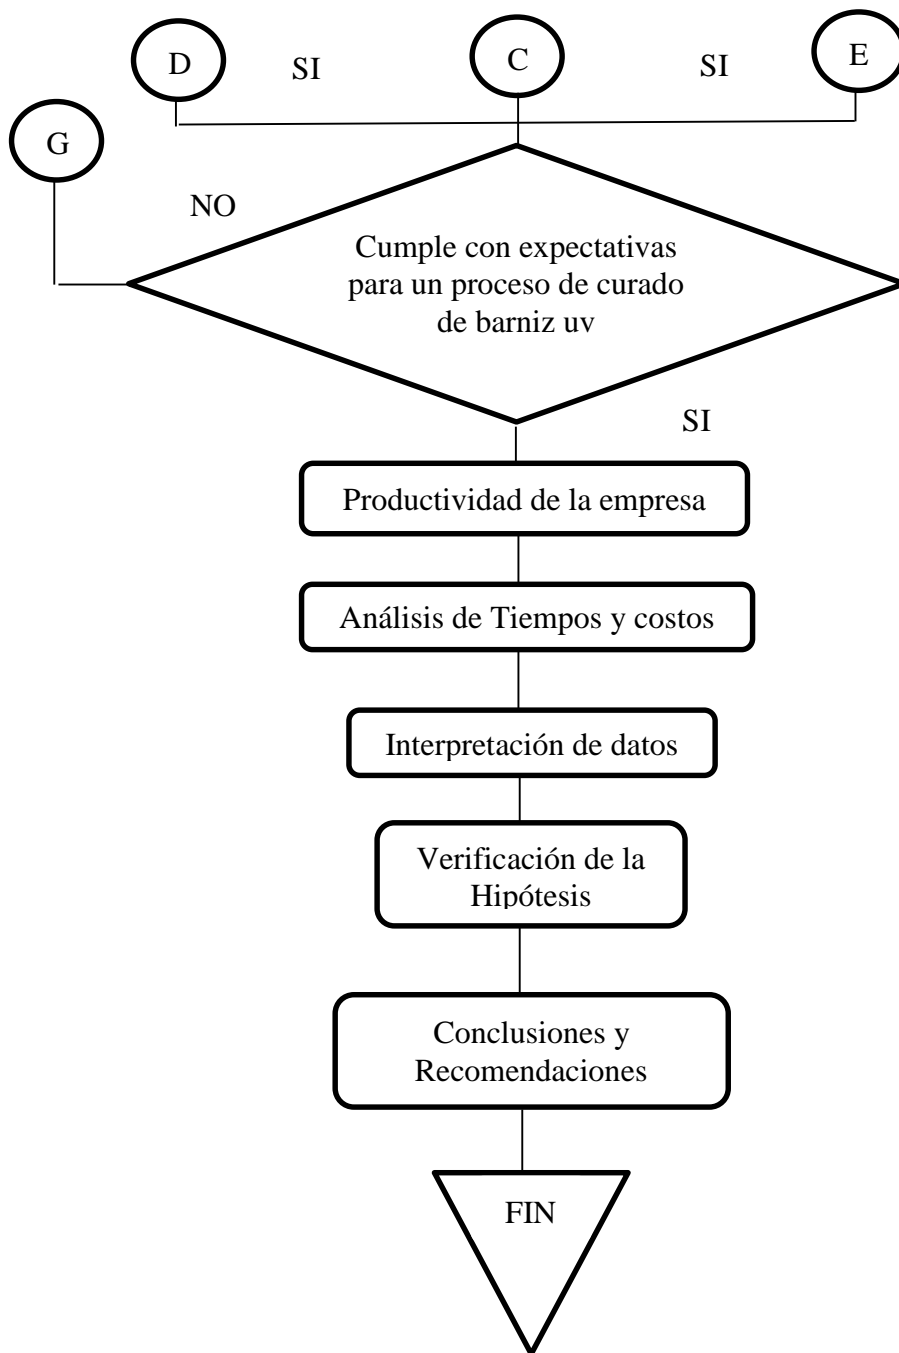 D
SI
C
SI
E
G
NO
Cumple con expectativas
para un proceso de curado
de barniz uv
SI
Productividad de la empresa
Análisis de Tiempos y costos
Interpretación de datos
Verificación de la
Hipótesis
Conclusiones y
Recomendaciones
FIN